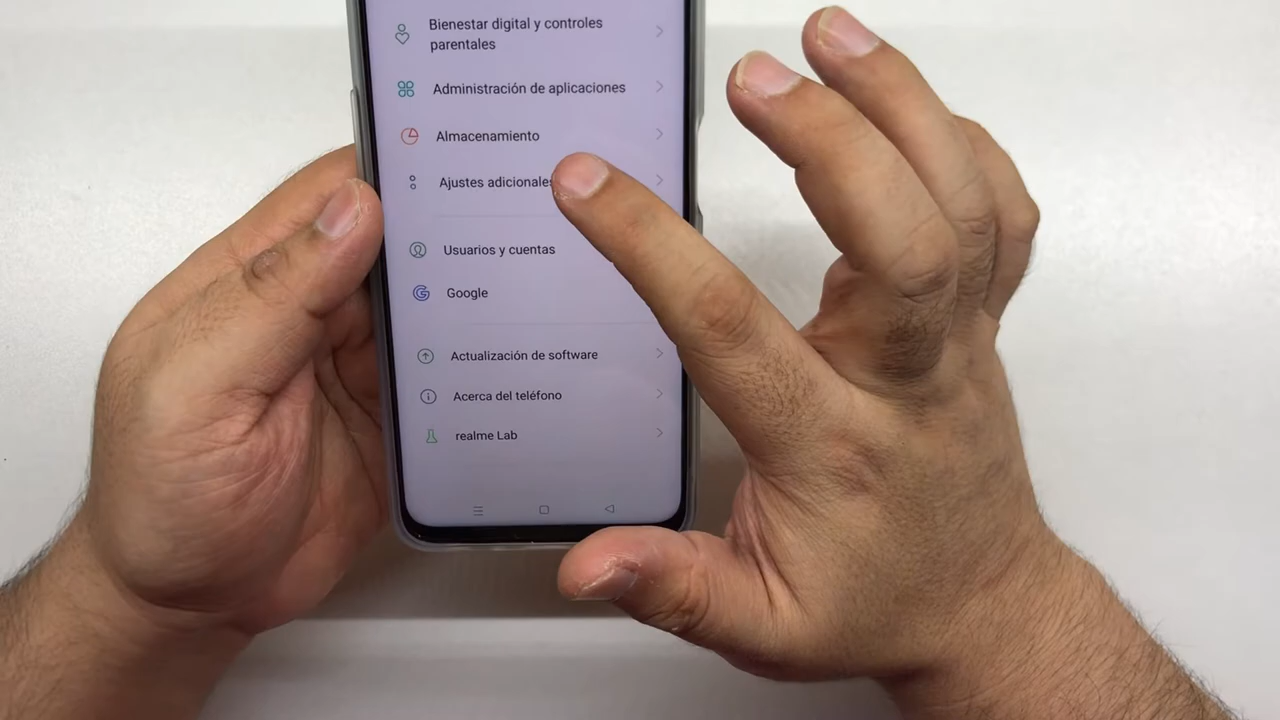 Bienestar digital y controles
parentales
Administración de aplicaciones
Almacenamiento
Ajustes adicionales
Usuarios y cuentas
Google
Actualización de software
Acerca del teléfono
realme Lab